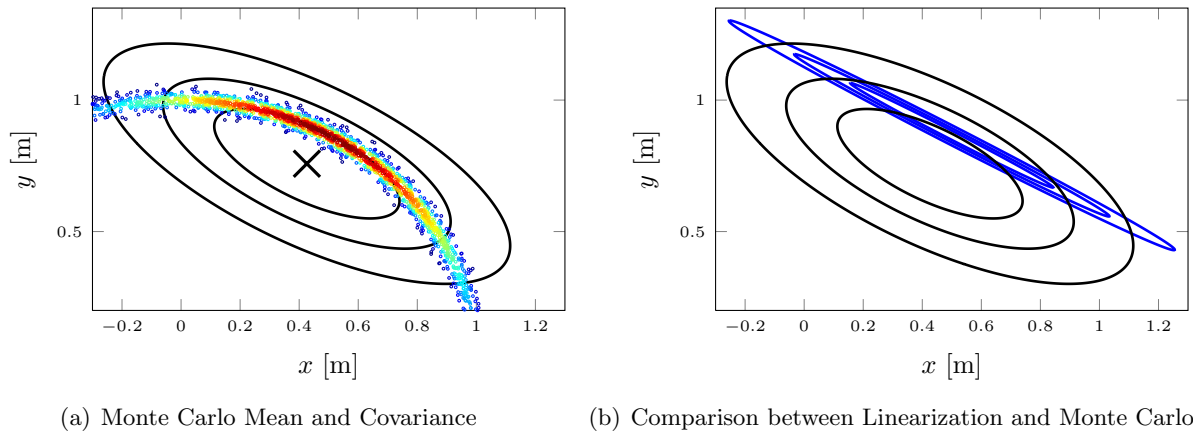 1
0.5
y [m]
−0.2 0 0.2 0.4 0.6 0.8 1 1.2
x [m]
(a) Monte Carlo Mean and Covariance
1
0.5
y [m]
−0.2 0 0.2 0.4 0.6 0.8 1 1.2
x [m]
(b) Comparison between Linearization and Monte Carlo